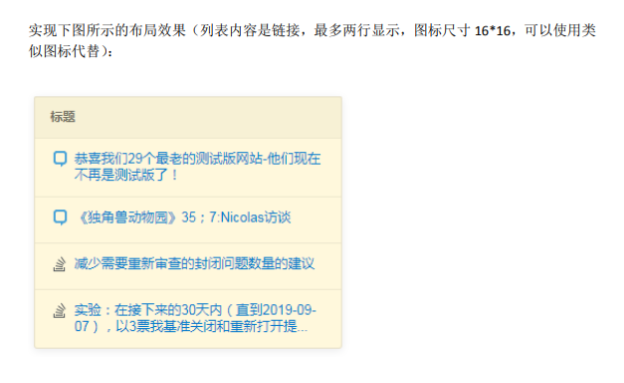 实现下图所示的布局效果（列表内容是链接，最多两行显示，图标尺寸 16*16，可以使用类
似图标代替）：
标题
恭喜我们29个最老的测试版网站-他们现在
不再是测试版了！
《独角兽动物园》35；7:Nicolas访谈
减少需要重新审查的封闭问题数量的建议
实验：在接下来的30天内（直到2019-09-
07），以3票我基准关闭和重新打开提...